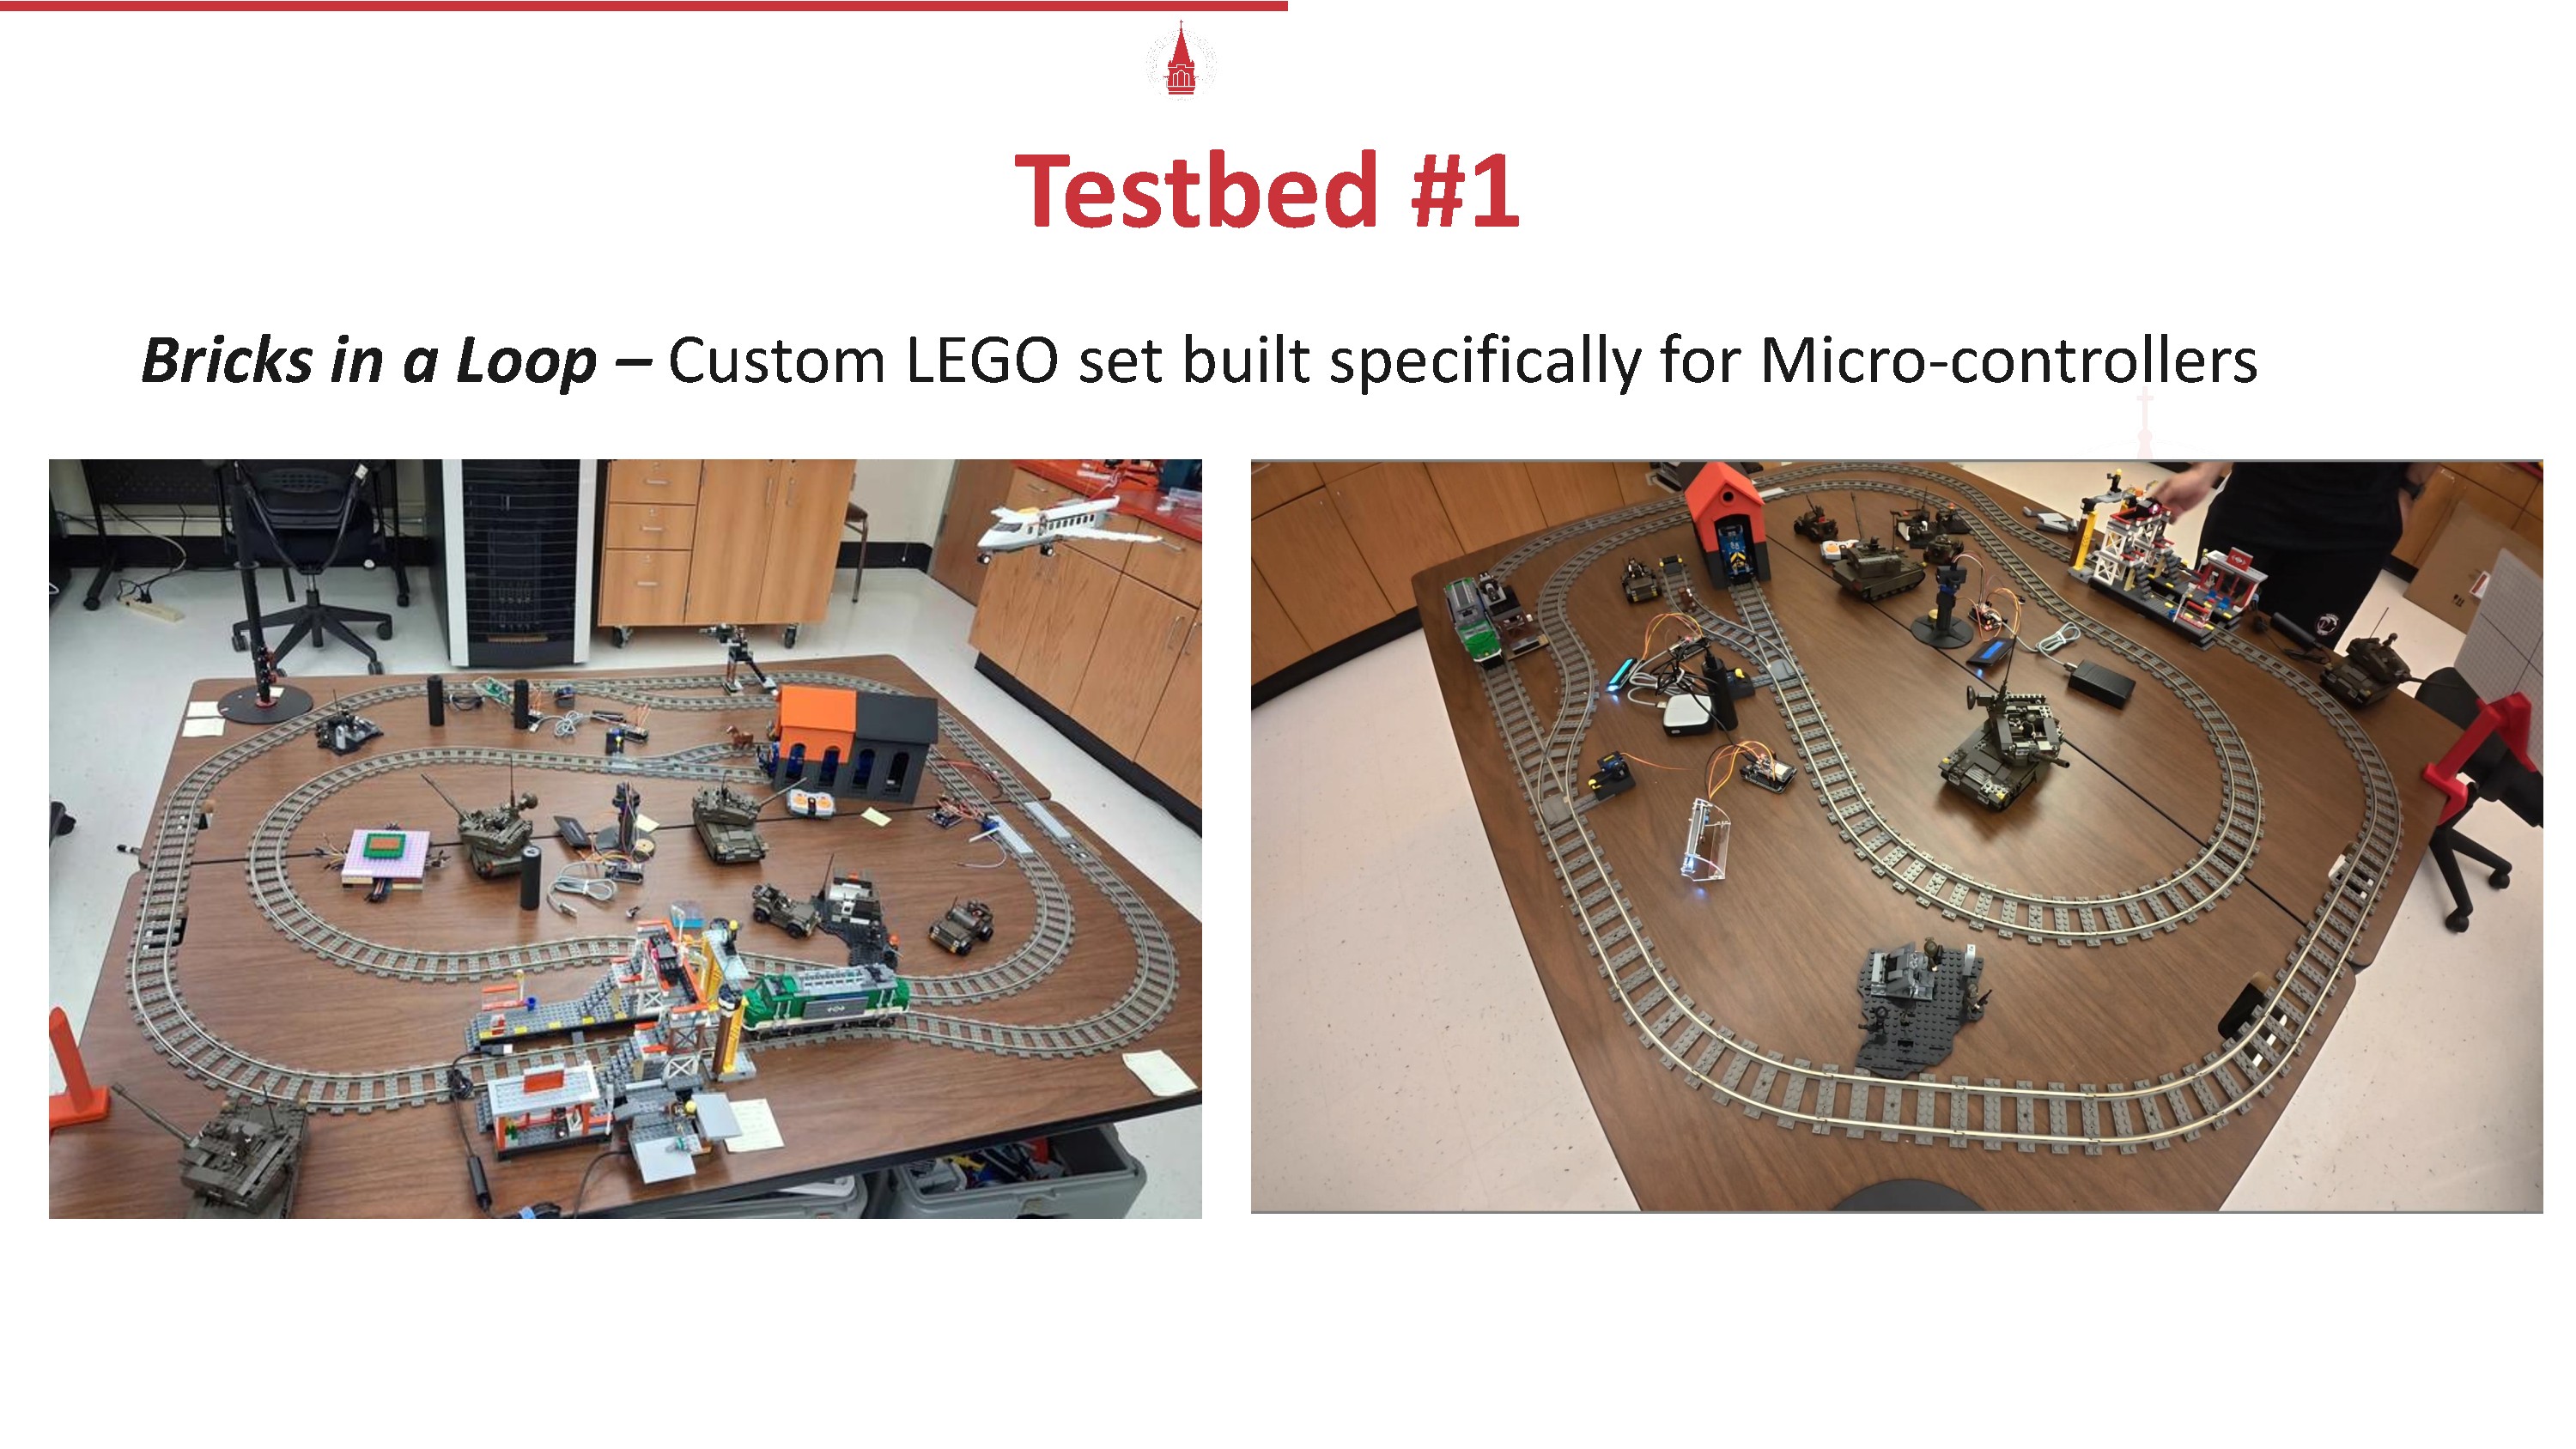 Testbed #1
Bricks in a Loop – Custom LEGO set built specifically for Micro-controllers